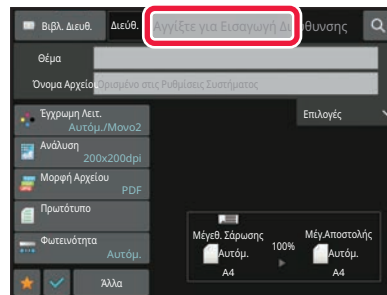 Βιβλ. Διευθ.
Διεύθ.
Αγγίξτε για Εισαγωγή Διεύθυνσης
Θέμα
Όνομα Αρχείου
Ορισμένο στις Ρυθμίσεις Συστήματος
Έγχρωμη Λειτ.
Αυτόμ./Μονο2
Επιλογές
Ανάλυση
200x200dpi
Μορφή Αρχείου
PDF
Πρωτότυπο
Φωτεινότητα
Αυτόμ.
Άλλα
Μέγεθ. Σάρωσης
100%
Μέγ.Αποστολής
Αυτόμ.
Αυτόμ.
A4
A4